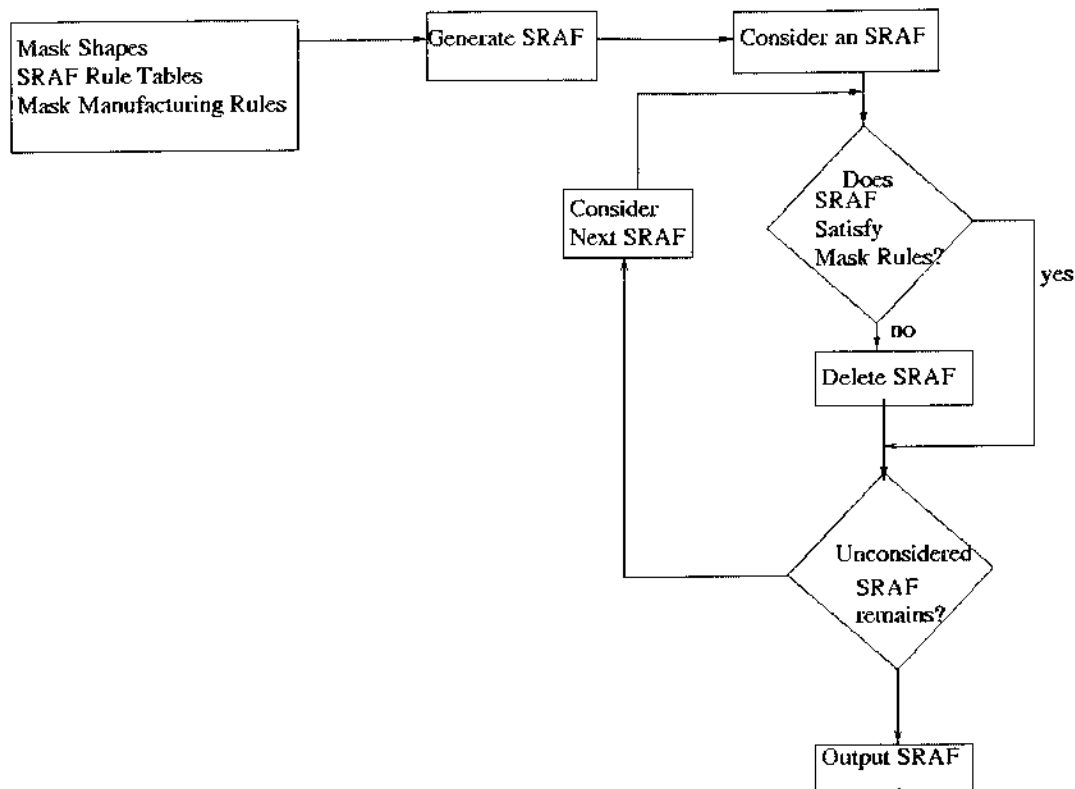 Mask Shapes
SRAF Rule Tables
Mask Manufacturing Rules
Generate SRAF
Consider an SRAF
Consider
Next SRAF
Does
SRAF
Satisfy
Mask Rules?
yes
no
Delete SRAF
Unconsidered
SRAF
remains?
Output SRAF